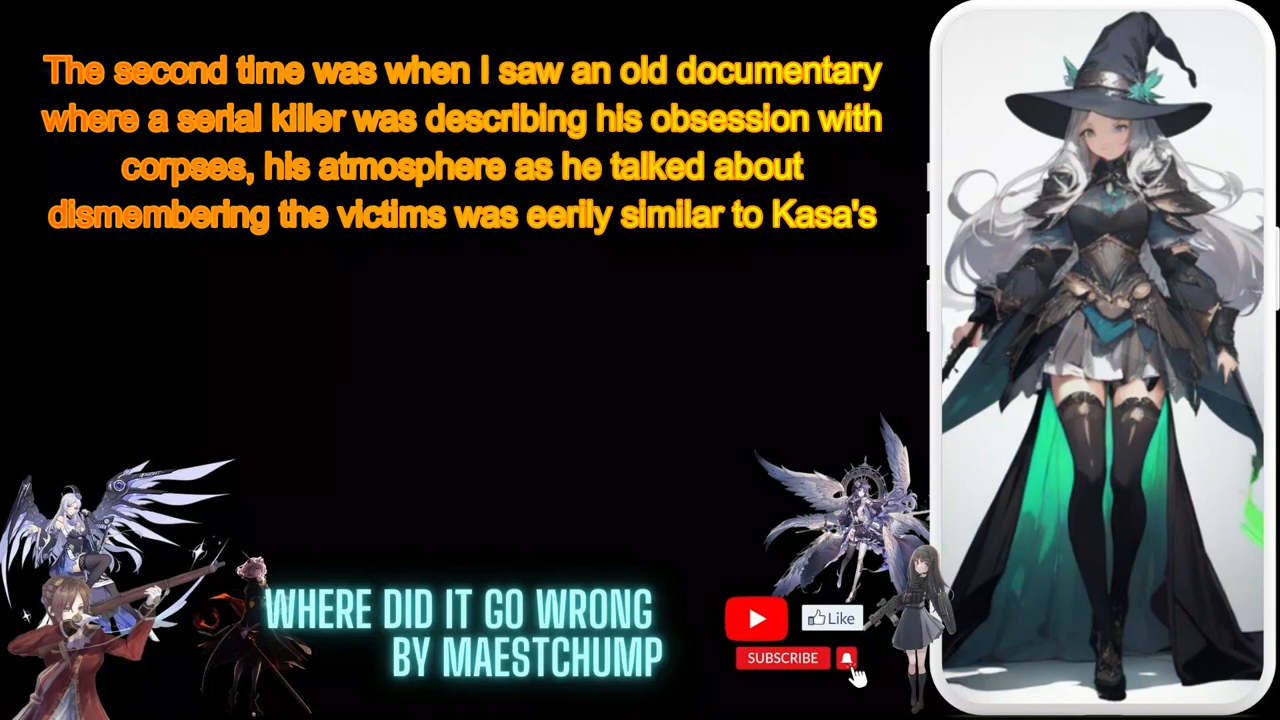 The second time was when I saw an old documentary
where a serial killer was describing his obsession with
corpses, his atmosphere as he talked about
dismembering the victims was eerily similar to Kasa's
WHERE DID IT GO WRONG
BY MAESTCHUMP
Like
SUBSCRIBE